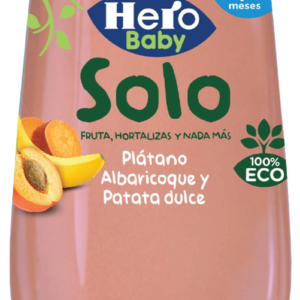 meses
Hero
Baby
Solo
FRUTA, HORTALIZAS Y NADA MÁS
Plátano
Albaricoque y
Patata dulce
100%
ECO